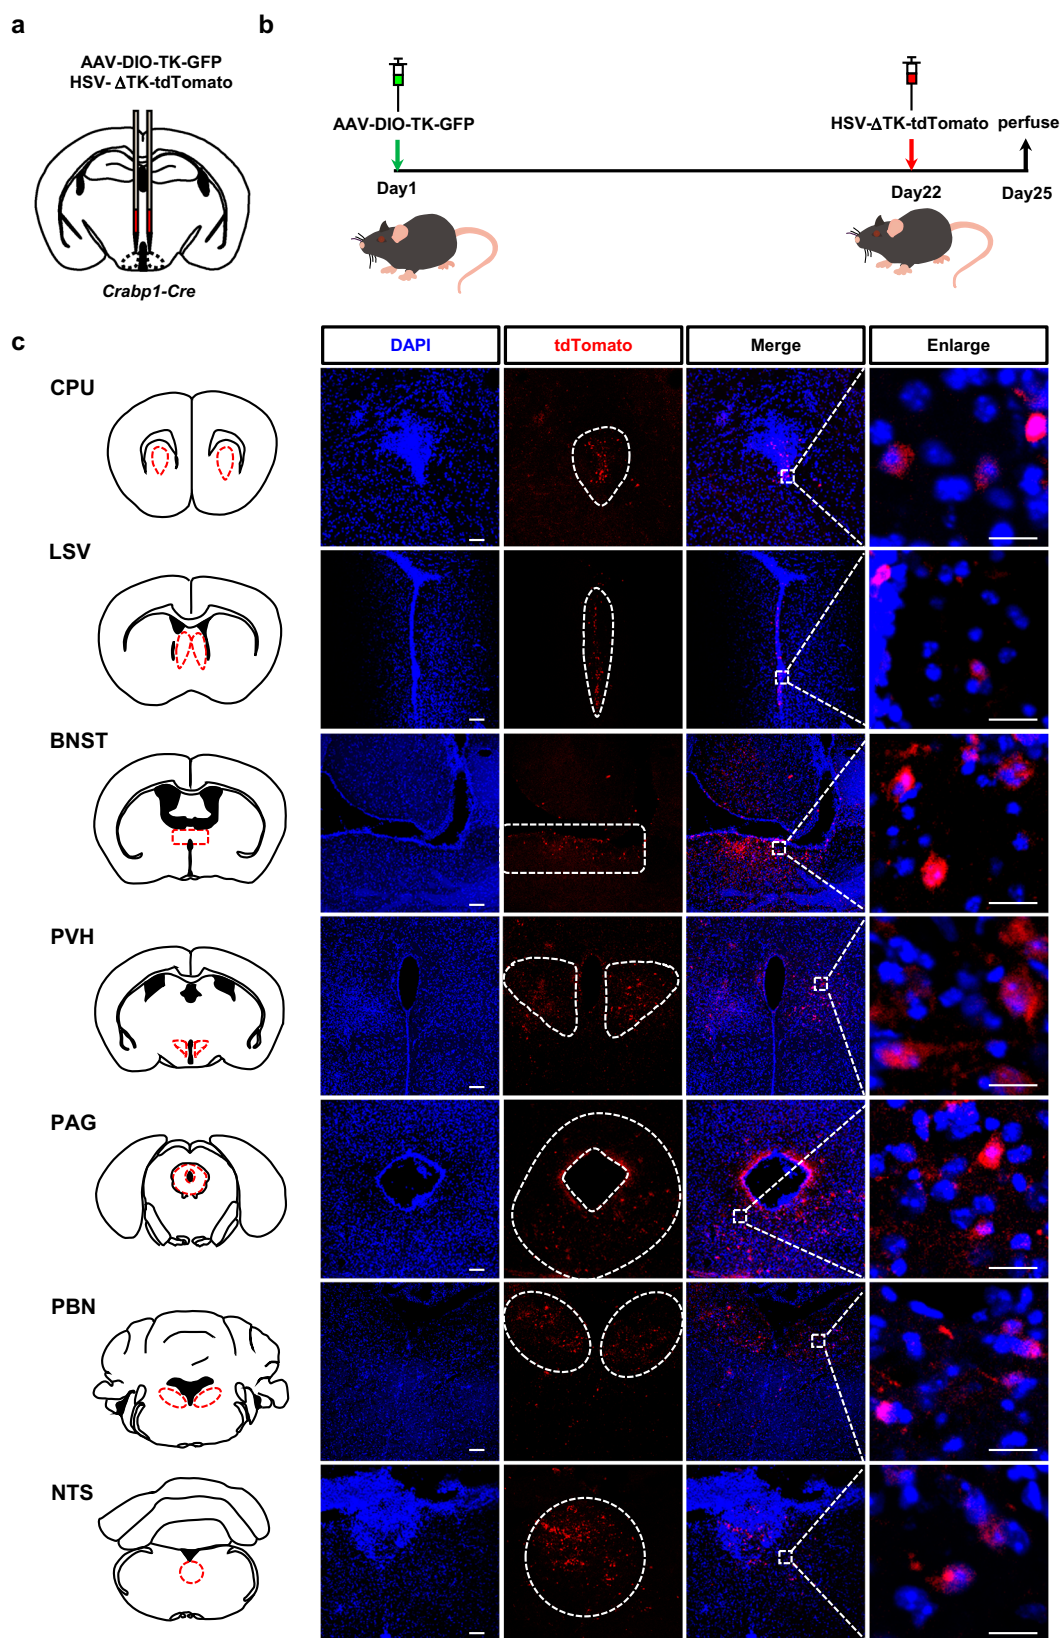 a
AAV-DIO-TK-GFP
HSV- ΔTK-tdTomato
Crabp1-Cre
b
AAV-DIO-TK-GFP
HSV-ΔTK-tdTomato
perfuse
Day1
Day22
Day25
c
DAPI
tdTomato
Merge
Enlarge
CPU
LSV
BNST
PVH
PAG
PBN
NTS